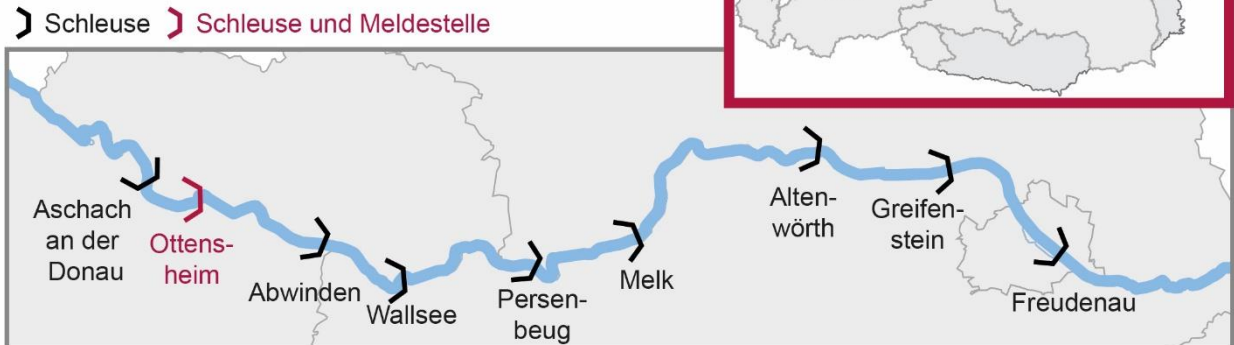 Schleuse Schleuse und Meldestelle
Aschach
an der
Donau
Ottens-
heim
Abwinden
Wallsee
Persen-
beug
Melk
Alten-
wörth
Greifen-
stein
Freudenau